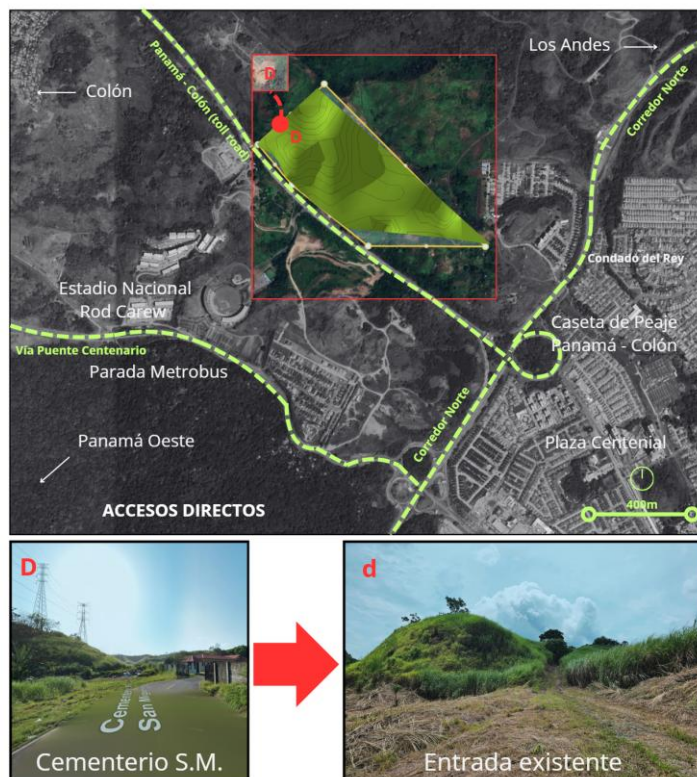 Los Andes
Colón
Panamá - Colón (toll road)
Corredor Norte
D
D
Condado del Rey
Estadio Nacional
Rod Carew
Caseta de Peaje
Panamá - Colón
Vía Puente Centenario
Parada Metrobus
Corredor Norte
Panamá Oeste
Plaza Centenial
ACCESOS DIRECTOS
400m
D
d
Cemente
San M
Cementerio S.M.
Entrada existente